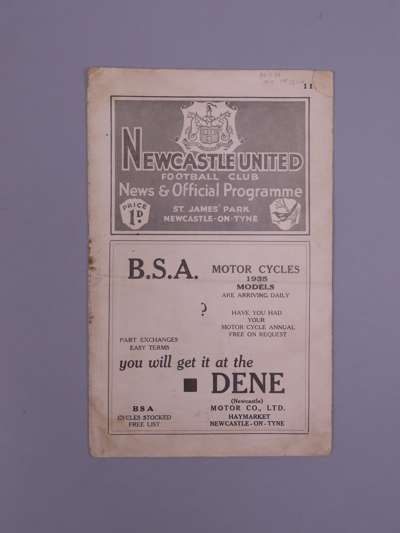 NEWCASTLE UNITED
FOOTBALL CLUB
News & Official Programme
PRICE
1D
ST. JAMES' PARK
NEWCASTLE-ON-TYNE
B.S.A. MOTOR CYCLES
1935
MODELS
ARE ARRIVING DAILY
?
HAVE YOU HAD
YOUR
MOTOR CYCLE ANNUAL
FREE ON REQUEST
PART EXCHANGES
EASY TERMS
you will get it at the
DENE
(Newcastle)
MOTOR CO., LTD.
HAYMARKET
NEWCASTLE-ON-TYNE
BSA
CYCLES STOCKED
FREE LIST